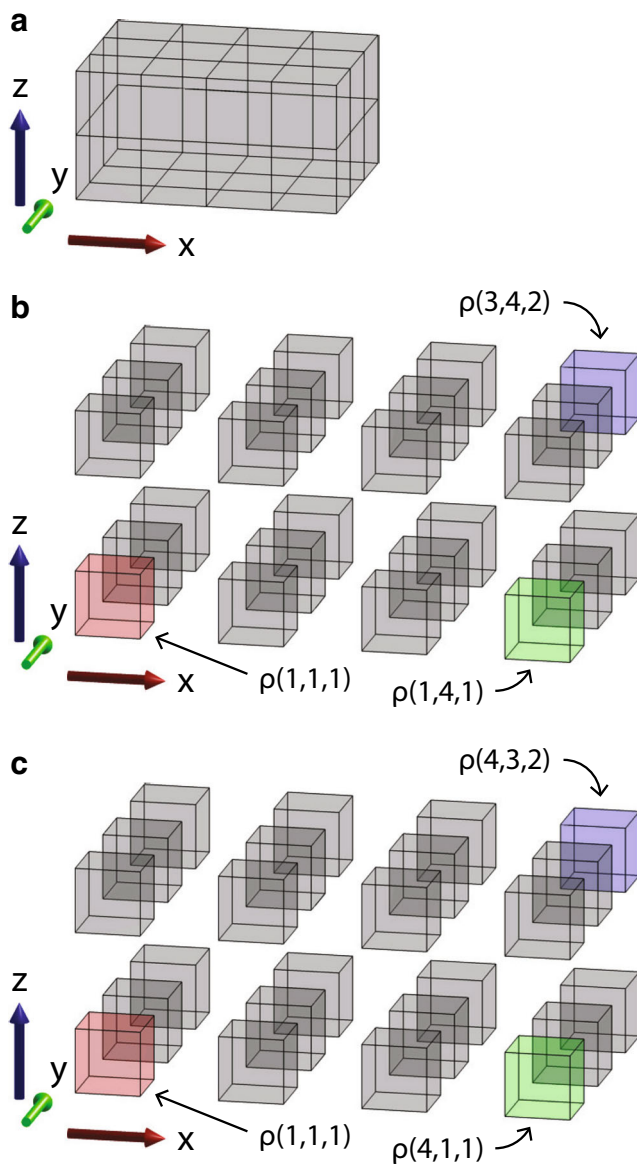 a
z
y
x
b
ρ(3,4,2)
z
y
x
ρ(1,1,1)
ρ(1,4,1)
c
ρ(4,3,2)
z
y
x
ρ(1,1,1)
ρ(4,1,1)